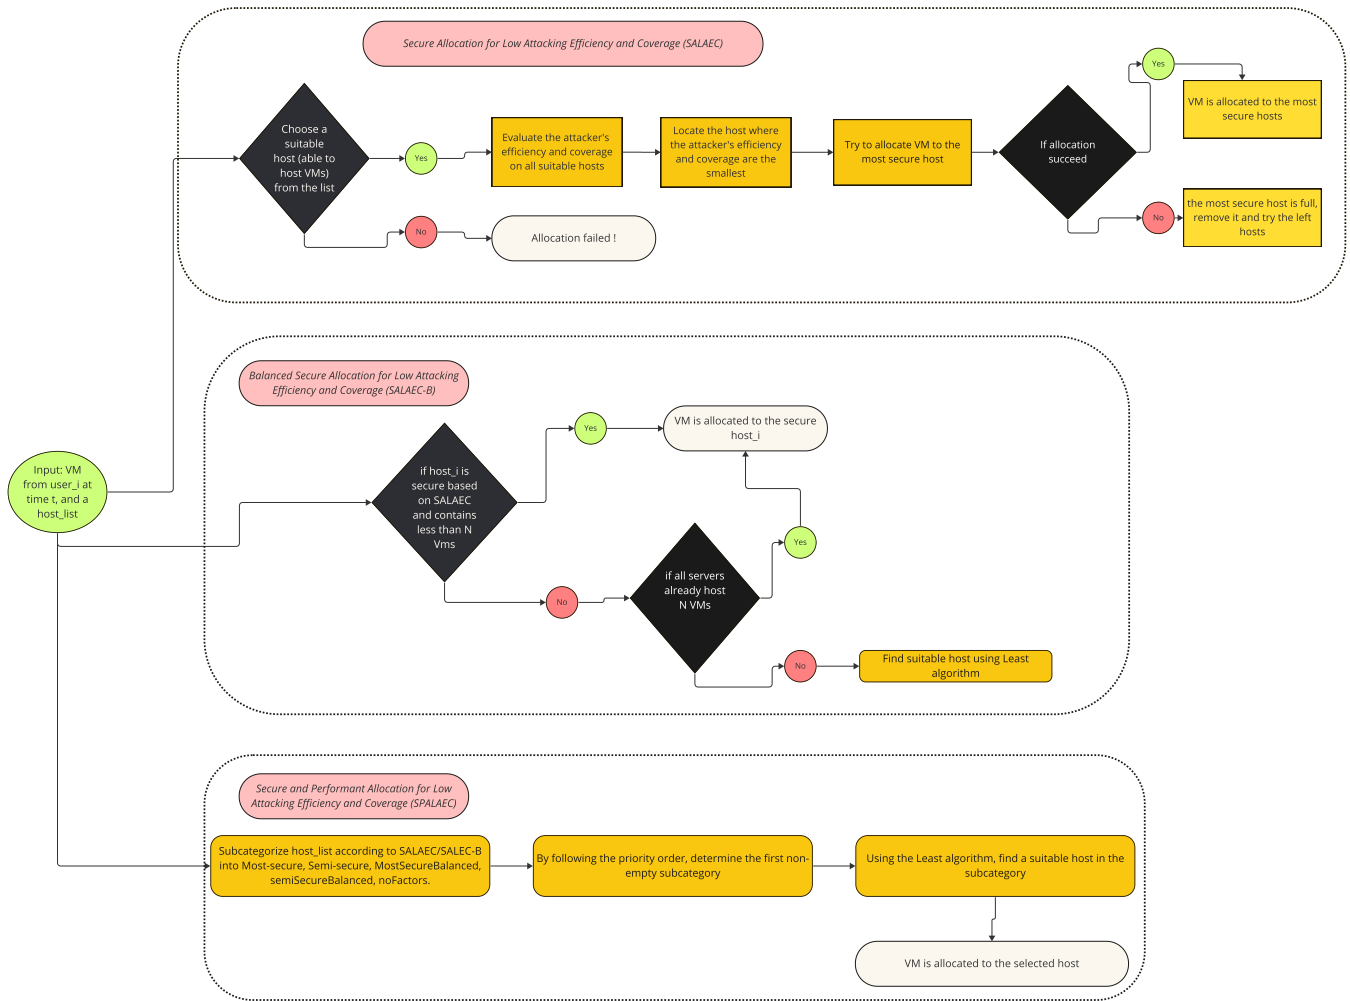 Secure Allocation for Low Attacking Efficiency and Coverage (SALAEC)
Choose a
suitable
host (able to
host VMs)
from the list
Yes
Evaluate the attacker's
efficiency and coverage
on all suitable hosts
Locate the host where
the attacker's efficiency
and coverage are the
smallest
Try to allocate VM to the
most secure host
If allocation
succeed
Yes
VM is allocated to the most
secure hosts
No
the most secure host is full,
remove it and try the left
hosts
No
Allocation failed !
Input: VM
from user_i at
time t, and a
host_list
Balanced Secure Allocation for Low Attacking
Efficiency and Coverage (SALAEC-B)
if host_i is
secure based
on SALAEC
and contains
less than N
Vms
Yes
VM is allocated to the secure
host_i
No
if all servers
already host
N VMs
Yes
No
Find suitable host using Least
algorithm
Secure and Performant Allocation for Low
Attacking Efficiency and Coverage (SPALAEC)
Subcategorize host_list according to SALAEC/SALEC-B
into Most-secure, Semi-secure, MostSecureBalanced,
semiSecureBalanced, noFactors.
By following the priority order, determine the first non-
empty subcategory
Using the Least algorithm, find a suitable host in the
subcategory
VM is allocated to the selected host